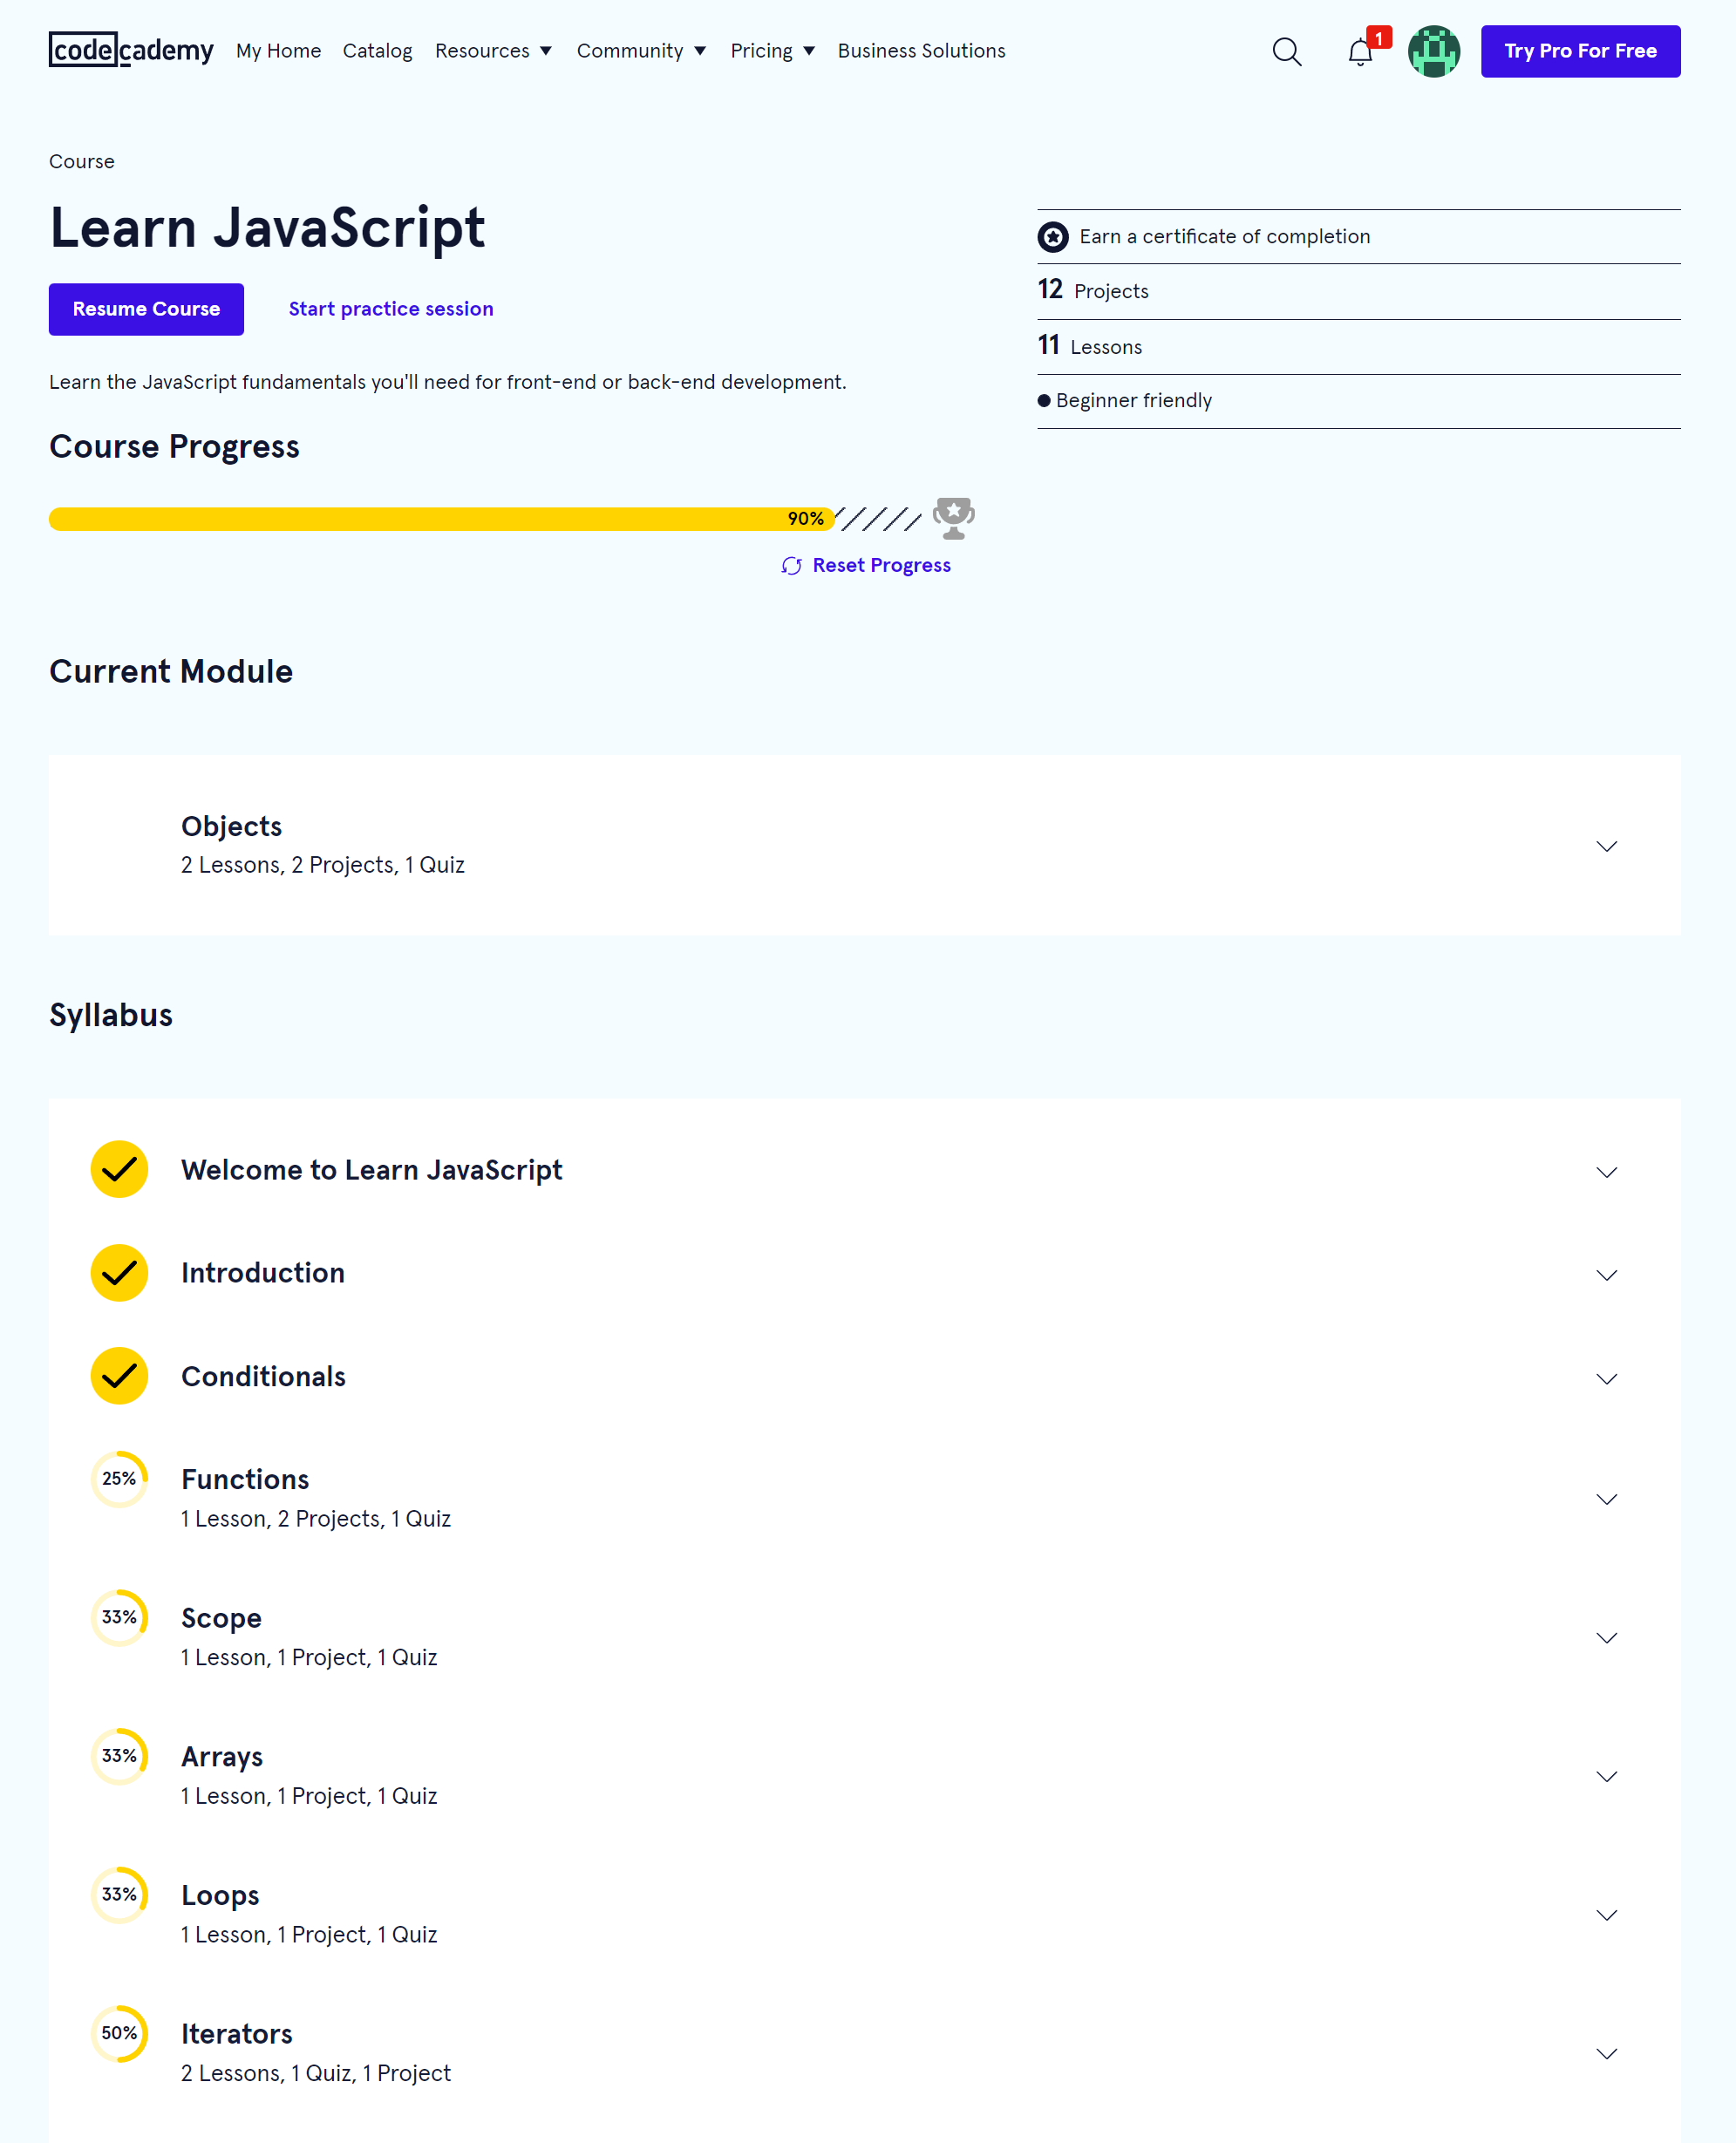 codecademy My Home Catalog Resources Community Pricing Business Solutions 1 Try Pro For Free
Course
Learn JavaScript
Resume Course Start practice session
Learn the JavaScript fundamentals you'll need for front-end or back-end development.
Earn a certificate of completion
12 Projects
11 Lessons
Beginner friendly
Course Progress
90%
Reset Progress
Current Module
Objects
2 Lessons, 2 Projects, 1 Quiz
Syllabus
Welcome to Learn JavaScript
Introduction
Conditionals
25% Functions
1 Lesson, 2 Projects, 1 Quiz
33% Scope
1 Lesson, 1 Project, 1 Quiz
33% Arrays
1 Lesson, 1 Project, 1 Quiz
33% Loops
1 Lesson, 1 Project, 1 Quiz
50% Iterators
2 Lessons, 1 Quiz, 1 Project